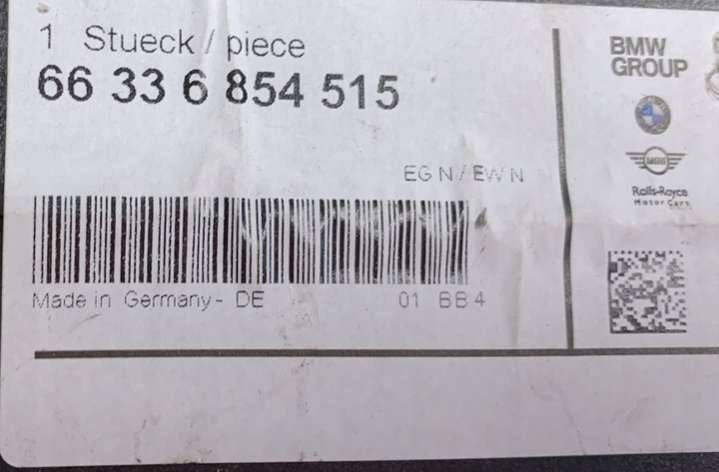 1 Stueck / piece
66 33 6 854 515
EG N / EW N
Made in Germany - DE 01 BB 4
BMW
GROUP
MINI
Rolls-Royce
Motor Cars